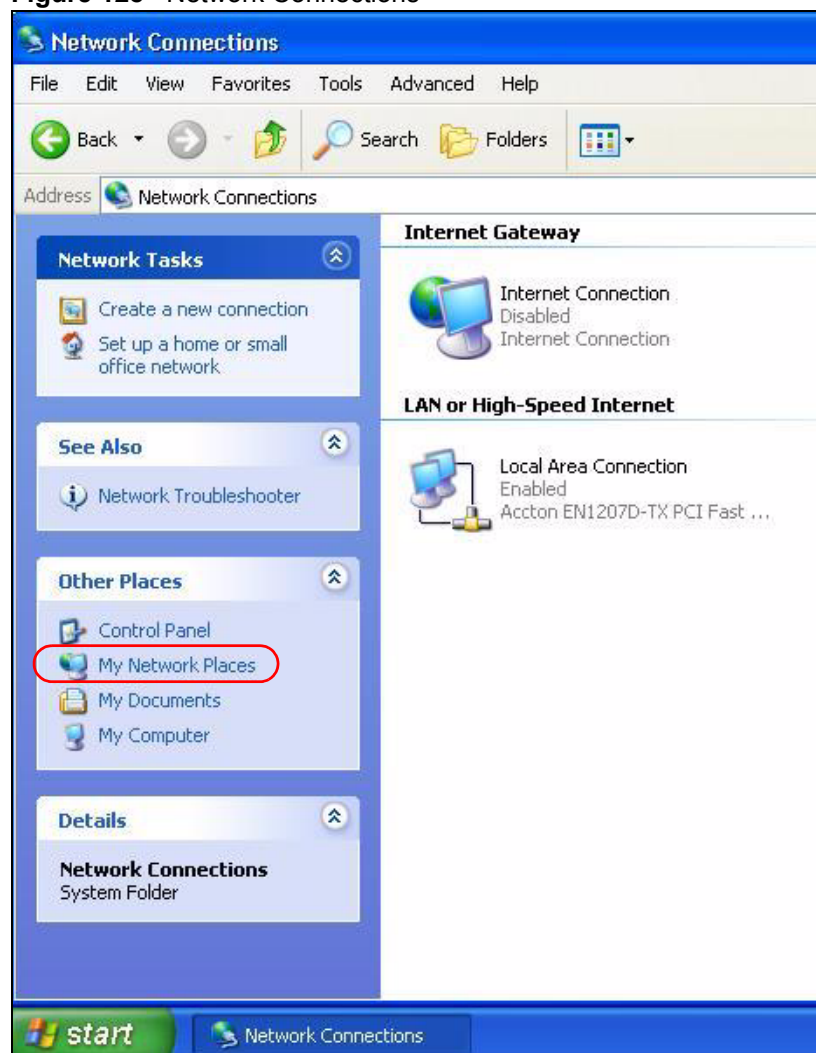 Network Connections
File Edit View Favorites Tools Advanced Help
Back Search Folders
Address Network Connections
Network Tasks
Create a new connection
Set up a home or small
office network
See Also
Network Troubleshooter
Other Places
Control Panel
My Network Places
My Documents
My Computer
Details
Network Connections
System Folder
Internet Gateway
Internet Connection
Disabled
Internet Connection
LAN or High-Speed Internet
Local Area Connection
Enabled
Accton EN1207D-TX PCI Fast ...
start Network Connections